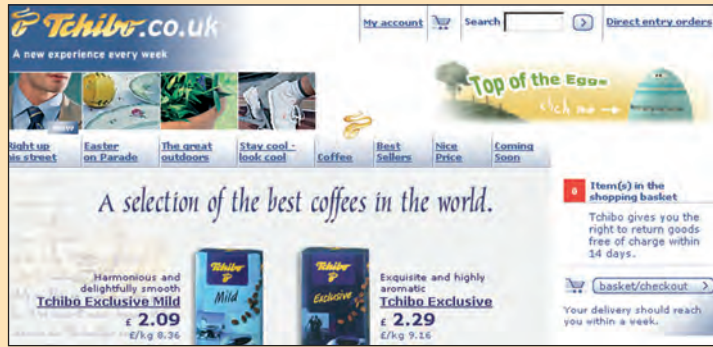 Tchibo.co.uk
A new experience every week
My account
Search
Direct entry orders
Top of the Eggs
click me
Right up
his street
Easter
on Parade
The great
outdoors
Stay cool -
look cool
Coffee
Best
Sellers
Nice
Price
Coming
Soon
A selection of the best coffees in the world.
0
Item(s) in the
shopping basket
Tchibo gives you the
right to return goods
free of charge within
14 days.
basket/checkout
Your delivery should reach
you within a week.
Harmonious and
delightfully smooth
Tchibo Exclusive Mild
£ 2.09
£/kg 8.36
Tchibo
Mild
Tchibo
Exclusive
Exquisite and highly
aromatic
Tchibo Exclusive
£ 2.29
£/kg 9.16